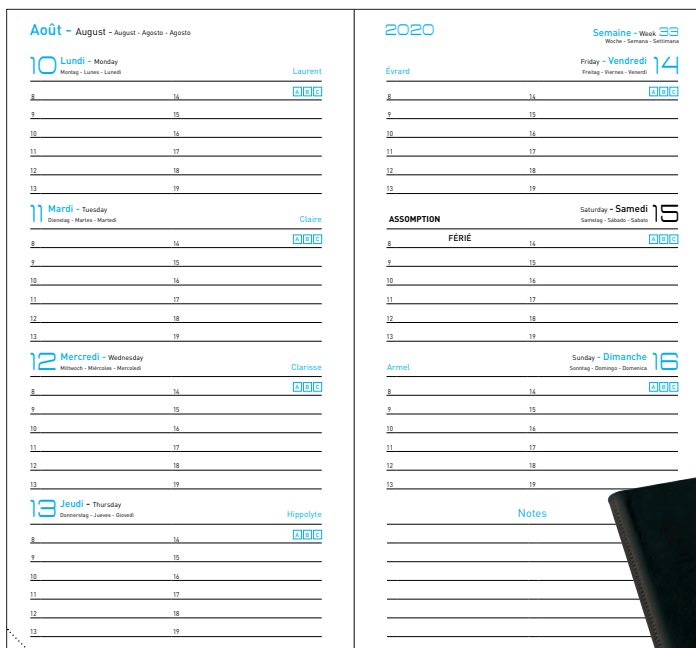 Août - August - August - Agosto - Agosto
10 Lundi - Monday
Montag - Lunes - Lunedì
Laurent
A B C
8 14
9 15
10 16
11 17
12 18
13 19
11 Mardi - Tuesday
Dienstag - Martes - Martedì
Claire
A B C
8 14
9 15
10 16
11 17
12 18
13 19
12 Mercredi - Wednesday
Mittwoch - Miércoles - Mercoledì
Clarisse
A B C
8 14
9 15
10 16
11 17
12 18
13 19
13 Jeudi - Thursday
Donnerstag - Jueves - Giovedì
Hippolyte
A B C
8 14
9 15
10 16
11 17
12 18
13 19
2020
Semaine - Week 33
Woche - Semana - Settimana
Friday - Vendredi 14
Freitag - Viernes - Venerdì
Évrard
A B C
8 14
9 15
10 16
11 17
12 18
13 19
Saturday - Samedi 15
Samstag - Sábado - Sabato
ASSOMPTION
FÉRIÉ
A B C
8 14
9 15
10 16
11 17
12 18
13 19
Sunday - Dimanche 16
Sonntag - Domingo - Domenica
Armel
A B C
8 14
9 15
10 16
11 17
12 18
13 19
Notes